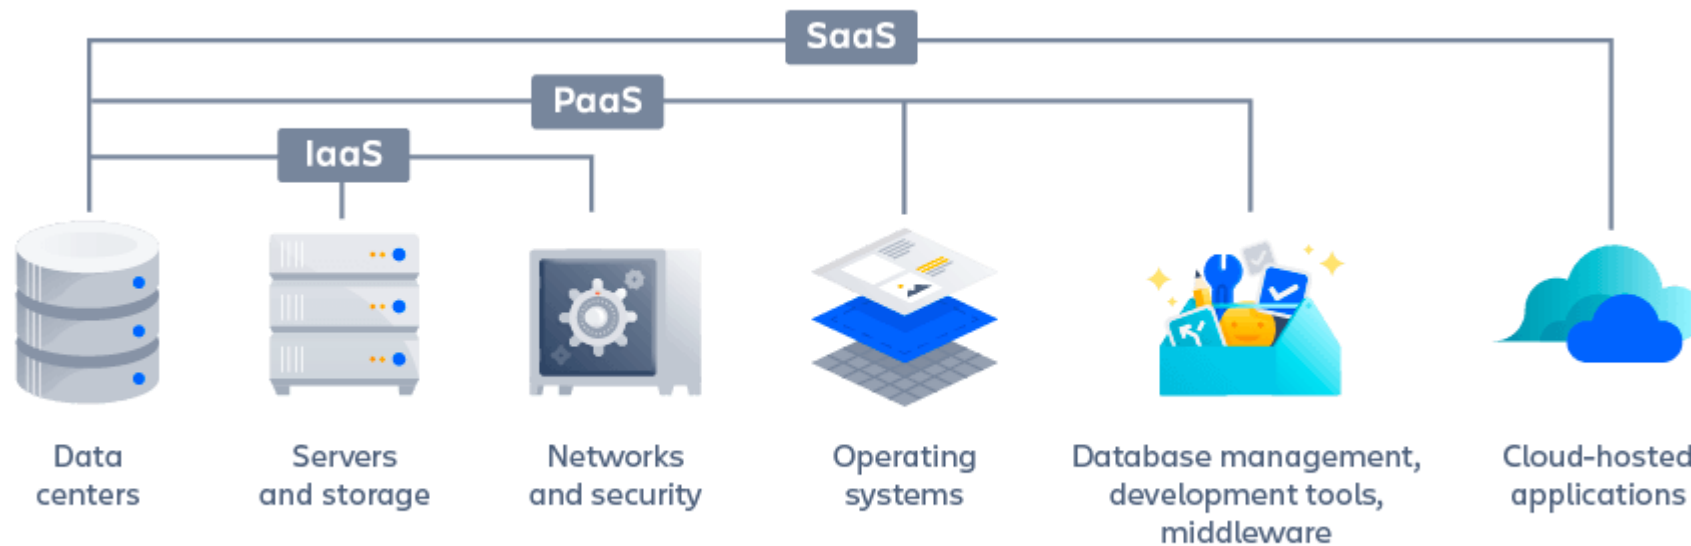 SaaS
PaaS
IaaS
Data
centers
Servers
and storage
Networks
and security
Operating
systems
Database management,
development tools,
middleware
Cloud-hosted
applications